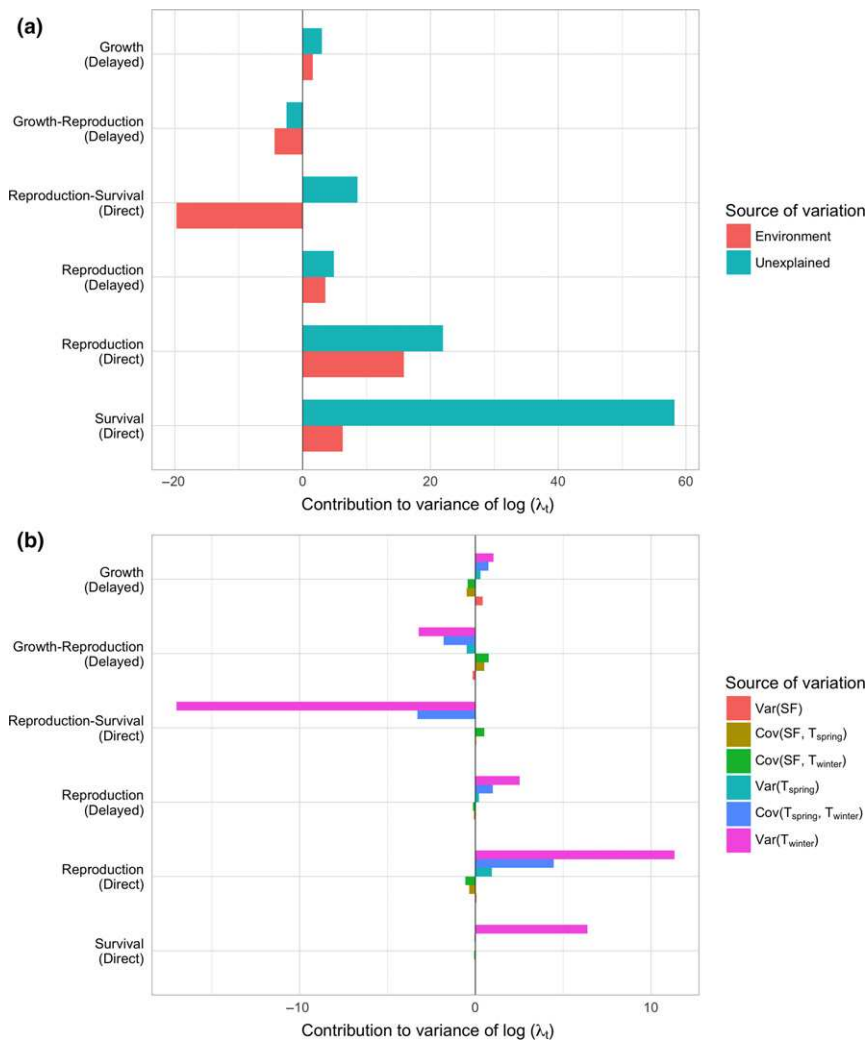 (a)
Growth
(Delayed)
Growth-Reproduction
(Delayed)
Reproduction-Survival
(Direct)
Reproduction
(Delayed)
Reproduction
(Direct)
Survival
(Direct)
−20 0 20 40 60
Contribution to variance of log (λt)
Source of variation
Environment
Unexplained
(b)
Growth
(Delayed)
Growth-Reproduction
(Delayed)
Reproduction-Survival
(Direct)
Reproduction
(Delayed)
Reproduction
(Direct)
Survival
(Direct)
−10 0 10
Contribution to variance of log (λt)
Source of variation
Var(SF)
Cov(SF, Tspring)
Cov(SF, Twinter)
Var(Tspring)
Cov(Tspring, Twinter)
Var(Twinter)